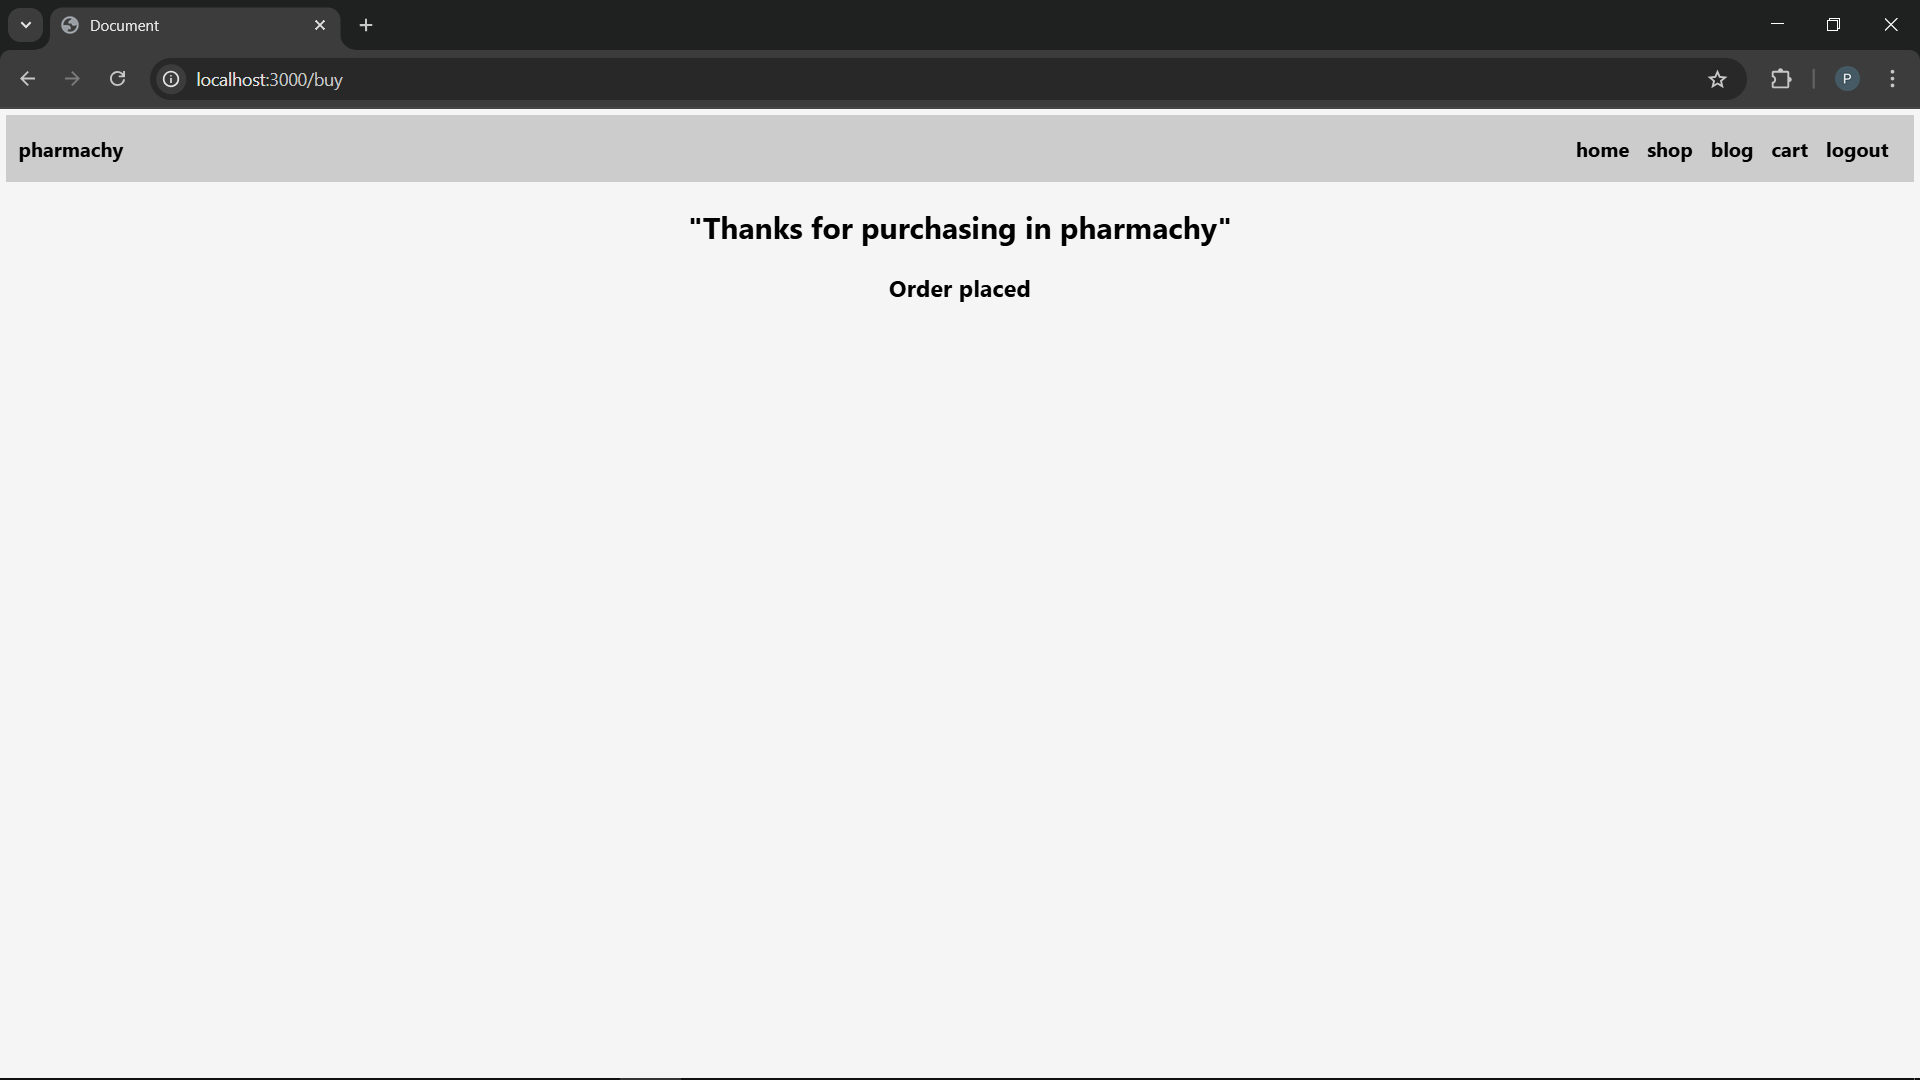 Document
localhost:3000/buy
P
pharmachy
home shop blog cart logout
"Thanks for purchasing in pharmachy"
Order placed